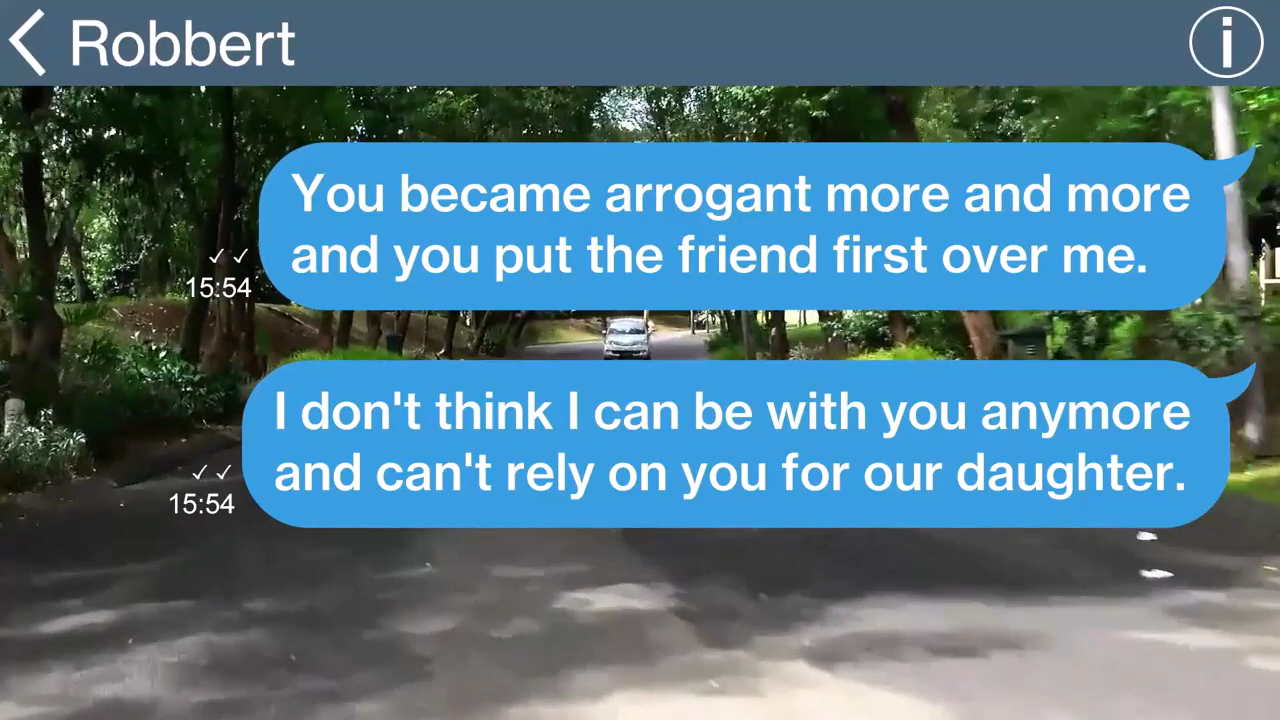 Robbert
You became arrogant more and more
and you put the friend first over me.
15:54
I don't think I can be with you anymore
and can't rely on you for our daughter.
15:54